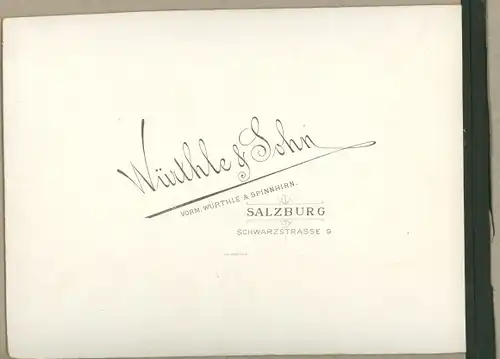 Würthle & Sohn
VORM. WÜRTHLE & SPINNHIRN.
SALZBURG
SCHWARZSTRASSE 9